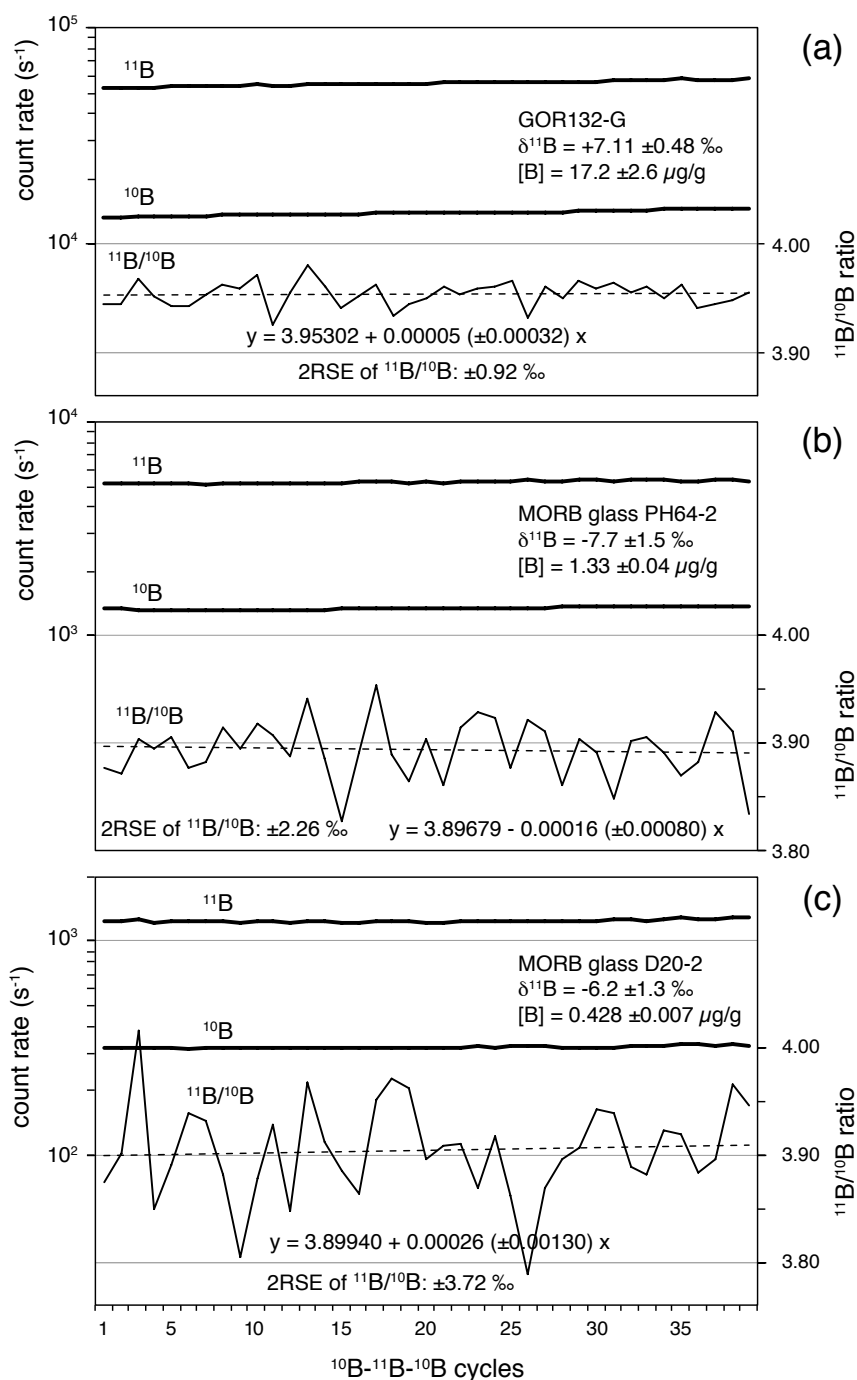 (a)
10⁵
¹¹B
GOR132-G
δ¹¹B = +7.11 ±0.48 ‰
[B] = 17.2 ±2.6 µg/g
count rate (s⁻¹)
¹⁰B
10⁴
4.00
¹¹B/¹⁰B
y = 3.95302 + 0.00005 (±0.00032) x
3.90
2RSE of ¹¹B/¹⁰B: ±0.92 ‰
¹¹B/¹⁰B ratio
(b)
10⁴
¹¹B
MORB glass PH64-2
δ¹¹B = -7.7 ±1.5 ‰
[B] = 1.33 ±0.04 µg/g
count rate (s⁻¹)
¹⁰B
10³
4.00
¹¹B/¹⁰B
3.90
2RSE of ¹¹B/¹⁰B: ±2.26 ‰ y = 3.89679 - 0.00016 (±0.00080) x
3.80
¹¹B/¹⁰B ratio
(c)
¹¹B
10³
MORB glass D20-2
δ¹¹B = -6.2 ±1.3 ‰
[B] = 0.428 ±0.007 µg/g
count rate (s⁻¹)
¹⁰B
4.00
¹¹B/¹⁰B
10²
3.90
y = 3.89940 + 0.00026 (±0.00130) x
3.80
2RSE of ¹¹B/¹⁰B: ±3.72 ‰
¹¹B/¹⁰B ratio
1 5 10 15 20 25 30 35
¹⁰B-¹¹B-¹⁰B cycles